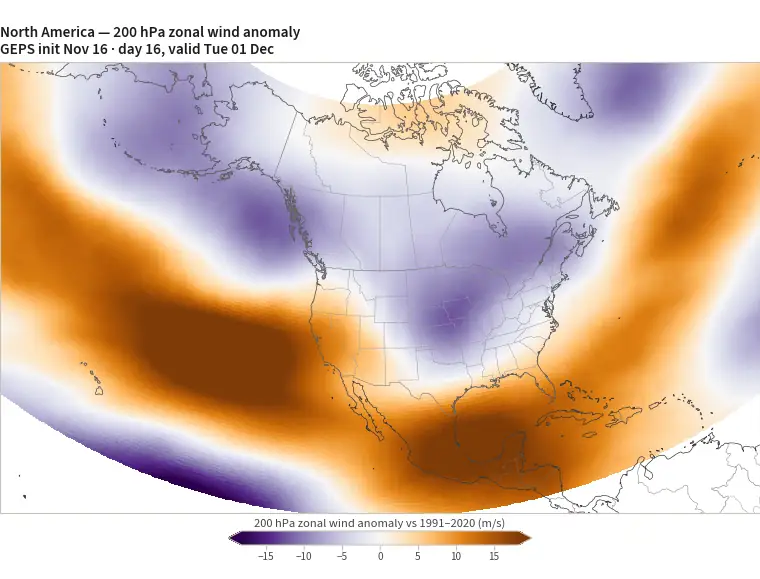 North America — 200 hPa zonal wind anomaly
GEPS init Nov 16 · day 16, valid Tue 01 Dec
200 hPa zonal wind anomaly vs 1991–2020 (m/s)
−15 −10 −5 0 5 10 15